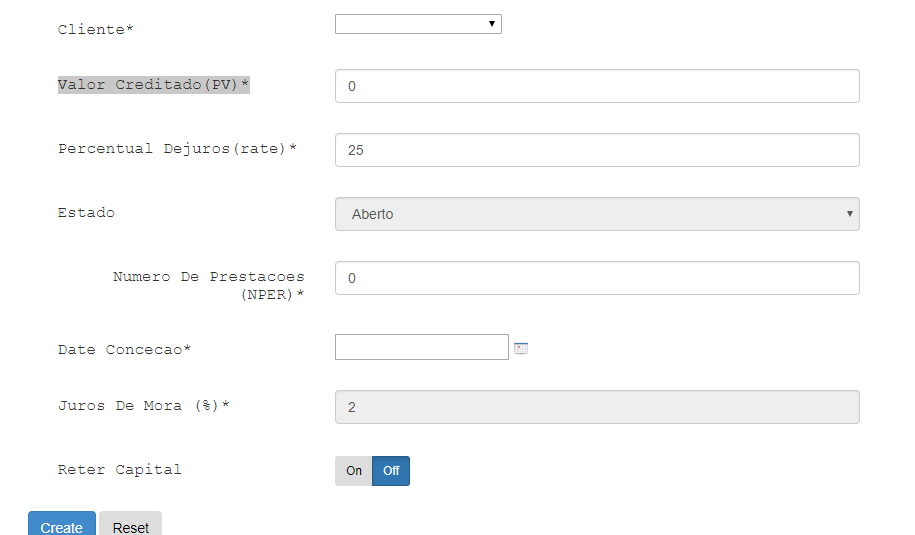 Cliente*
Valor Creditado(PV)* 0
Percentual Dejuros(rate)* 25
Estado Aberto
Numero De Prestacoes
(NPER)* 0
Date Concecao*
Juros De Mora (%)* 2
Reter Capital On Off
Create Reset